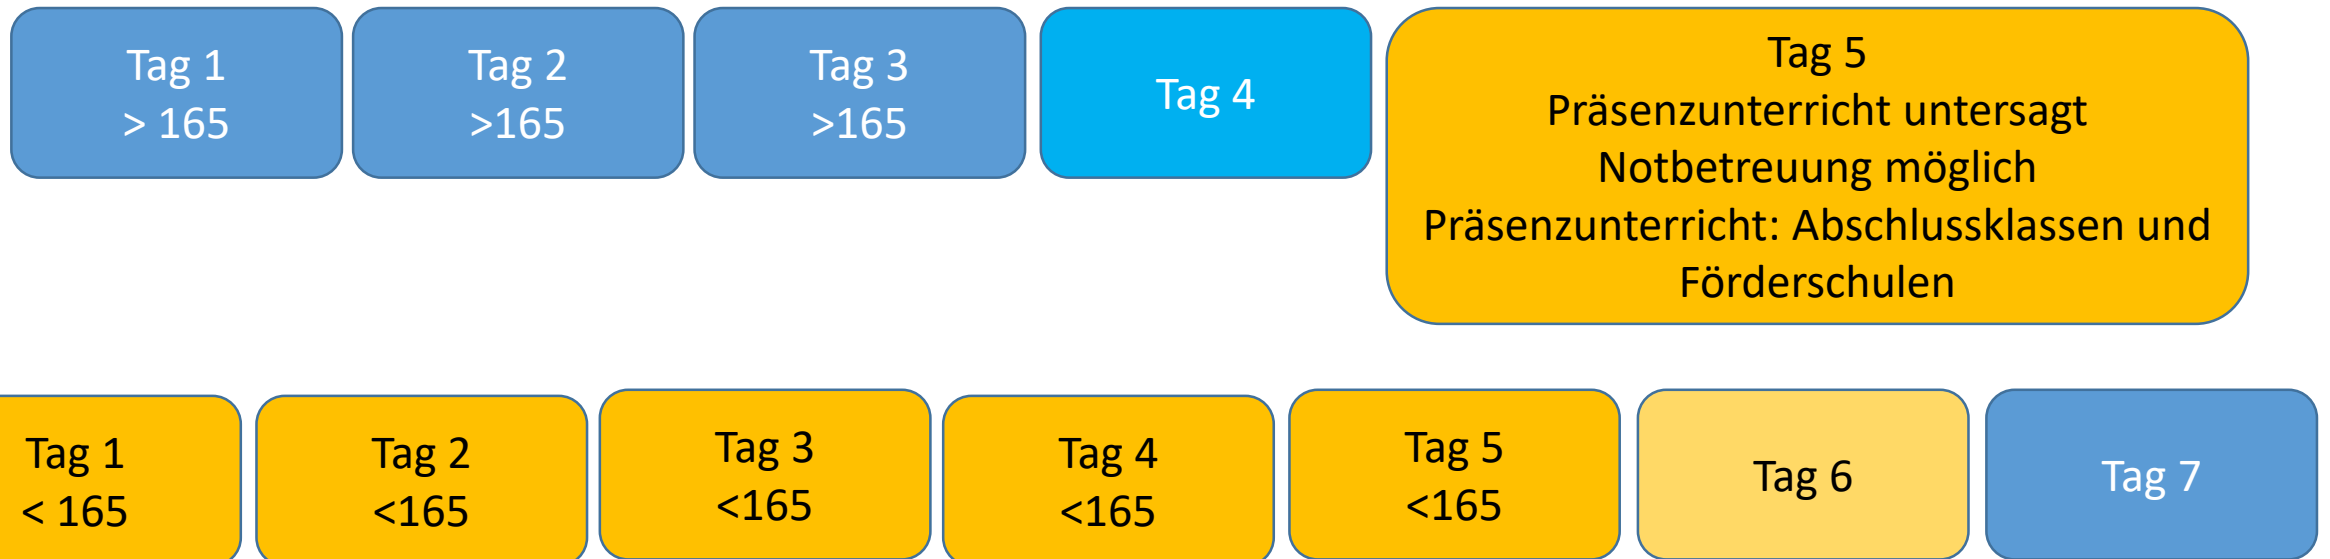 Tag 1
> 165
Tag 2
>165
Tag 3
>165
Tag 4
Tag 5
Präsenzunterricht untersagt
Notbetreuung möglich
Präsenzunterricht: Abschlussklassen und
Förderschulen
Tag 1
< 165
Tag 2
<165
Tag 3
<165
Tag 4
<165
Tag 5
<165
Tag 6
Tag 7